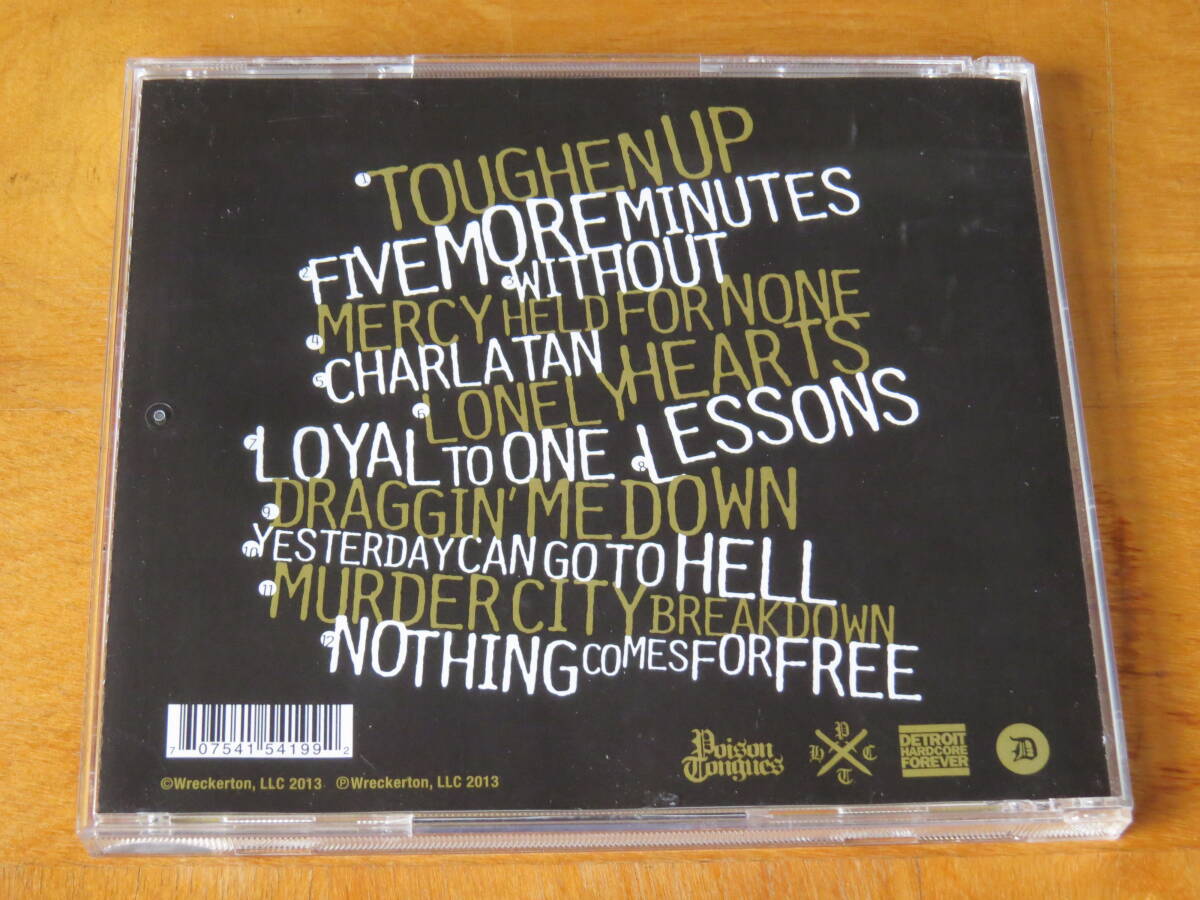 1 TOUGHEN UP
2 FIVE MORE MINUTES
3 WITHOUT
4 MERCY HELD FOR NONE
5 CHARLATAN
6 LONELY HEARTS
7 LOYAL TO ONE 8 LESSONS
9 DRAGGIN' ME DOWN
10 YESTERDAY CAN GO TO HELL
11 MURDER CITY BREAKDOWN
12 NOTHING COMES FOR FREE
7 07541 54199 2
©Wreckerton, LLC 2013 ℗Wreckerton, LLC 2013
Poison
Tongues
P
H C
T
DETROIT
HARDCORE
FOREVER
D